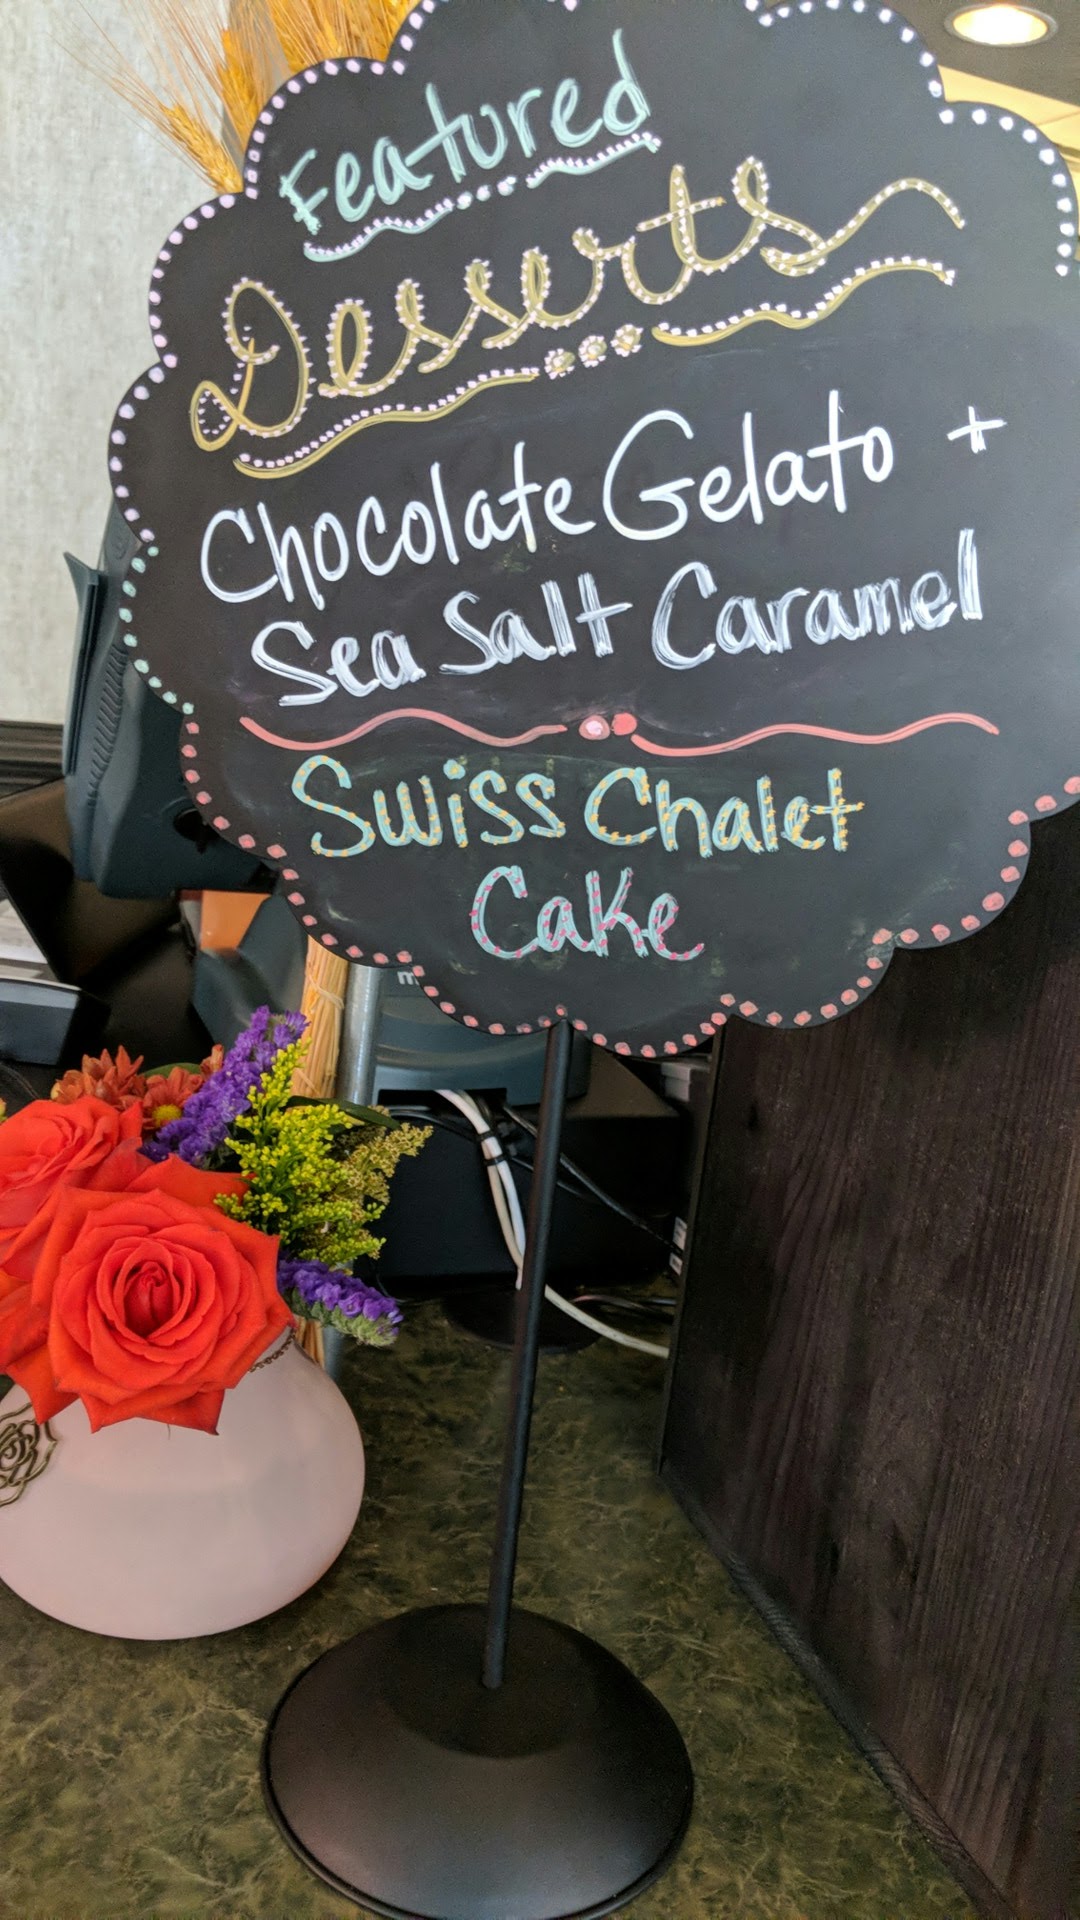 Featured
Desserts
Chocolate Gelato +
Sea Salt Caramel
Swiss Chalet
Cake